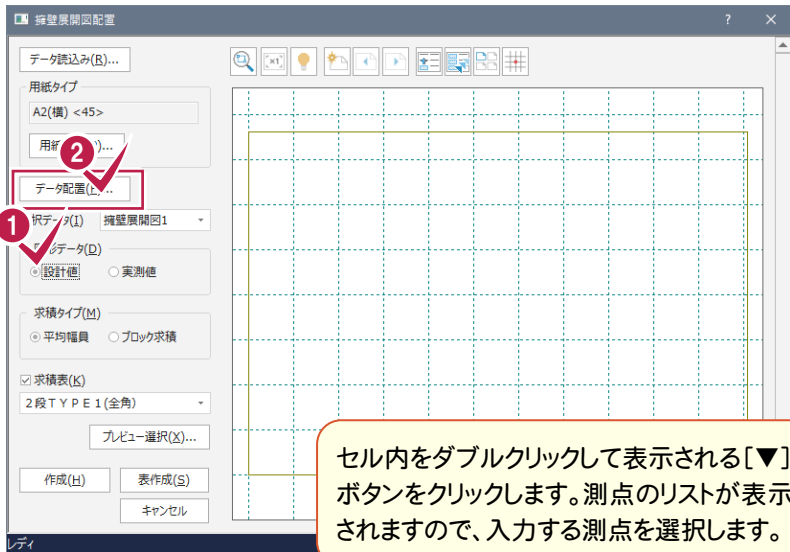 擁壁展開図配置
? ×
データ読込み(R)...
用紙タイプ
A2(横) <45>
用
)...
2
データ配置(
...
1
択データ(I) 擁壁展開図1
データ(D)
設計値 実測値
求積タイプ(M)
平均幅員 ブロック求積
求積表(K)
2段TYPE1(全角)
プレビュー選択(X)...
作成(H) 表作成(S)
キャンセル
レディ
×1
セル内をダブルクリックして表示される[▼]
ボタンをクリックします。測点のリストが表示
されますので、入力する測点を選択します。